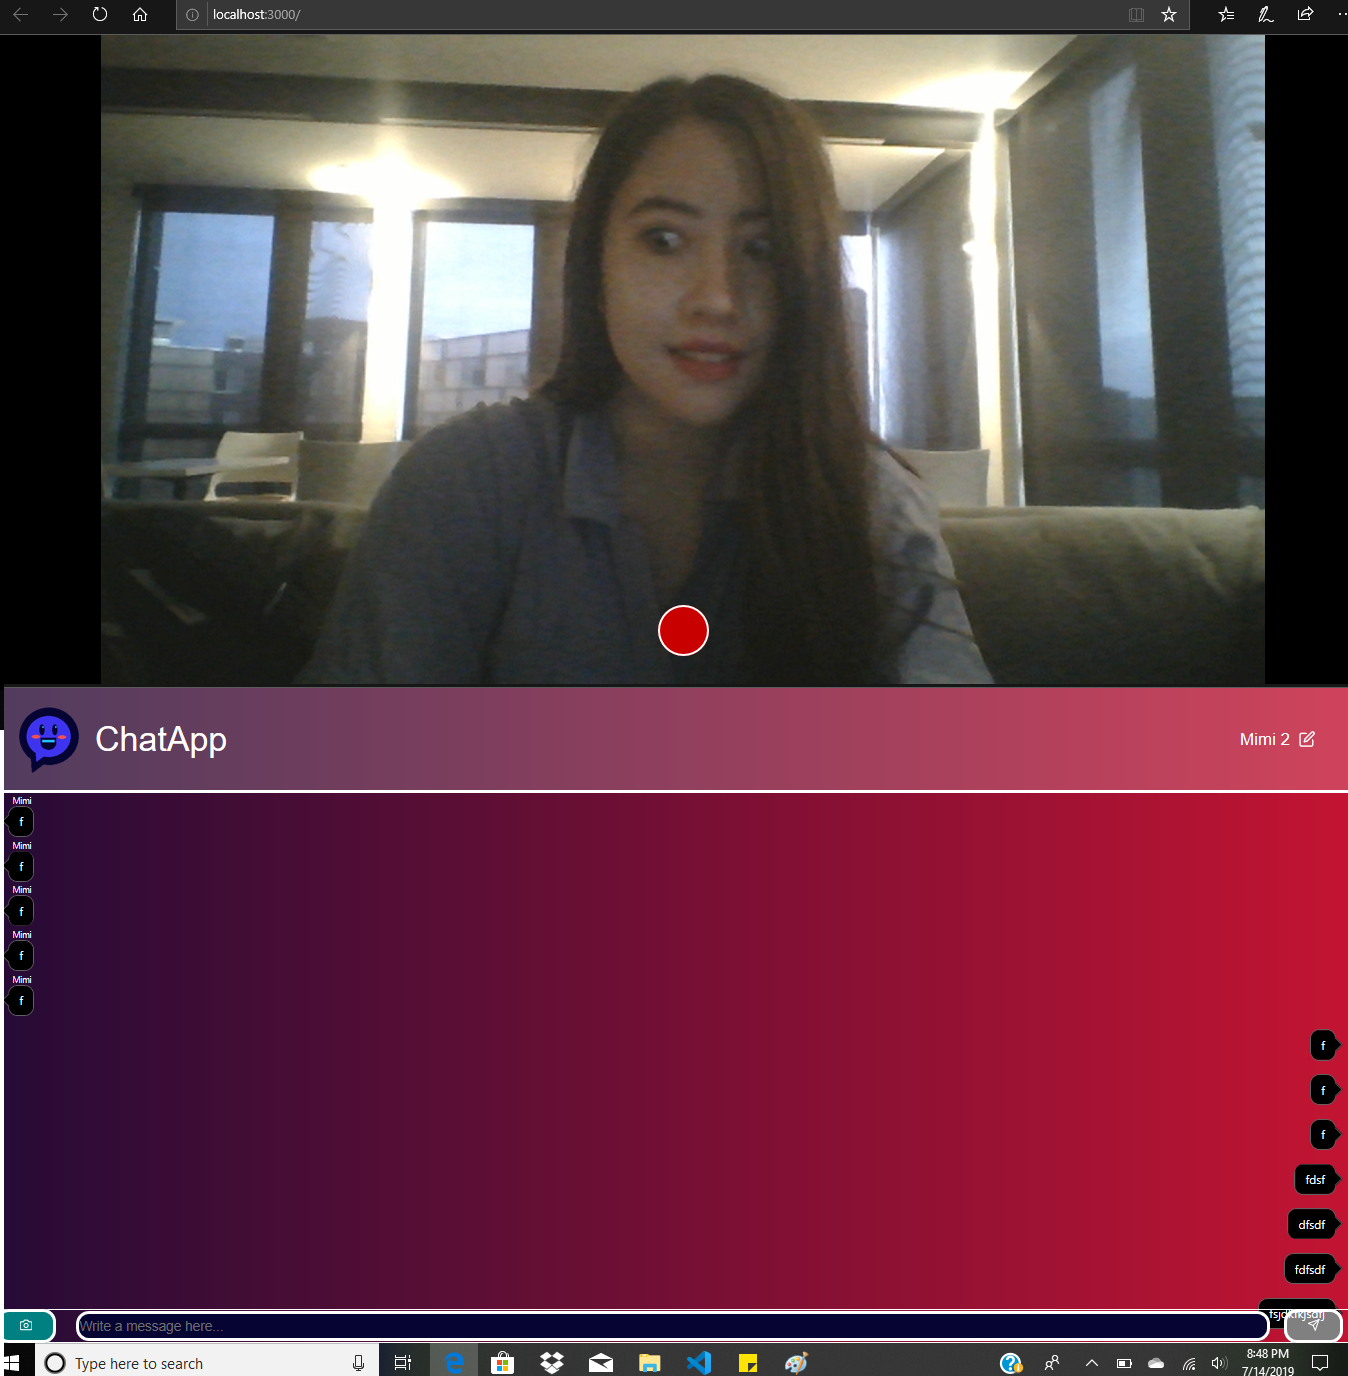 localhost:3000/
ChatApp
Mimi 2
Mimi
f
Mimi
f
Mimi
f
Mimi
f
Mimi
f
f
f
f
fdsf
dfsdf
fdfsdf
Write a message here...
Type here to search
8:48 PM
7/14/2019